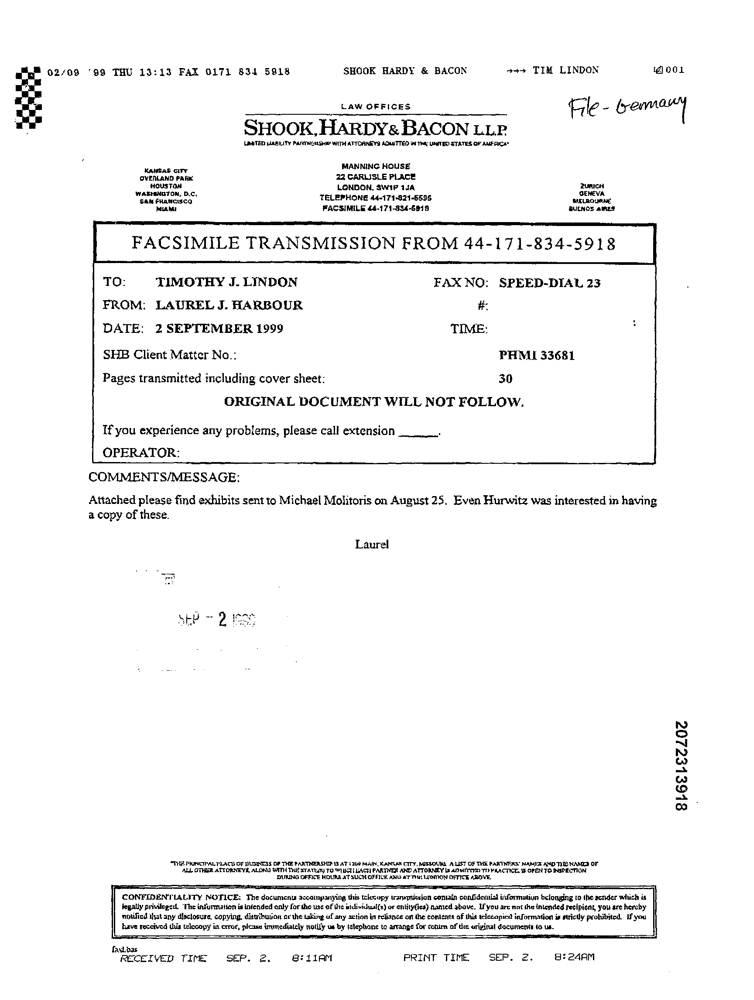 02/09 '99 THU 13:13 FAX 0171 834 5918 SHOOK HARDY & BACON →→→ TIM LINDON 001
File - Germany
LAW OFFICES
SHOOK, HARDY & BACON L.L.P.
LIMITED LIABILITY PARTNERSHIP WITH ATTORNEYS ADMITTED IN THE UNITED STATES OF AMERICA*
KANSAS CITY
OVERLAND PARK
HOUSTON
WASHINGTON, D.C.
SAN FRANCISCO
MIAMI
MANNING HOUSE
22 CARLISLE PLACE
LONDON, SW1P 1JA
TELEPHONE 44-171-821-5595
FACSIMILE 44-171-834-5918
ZURICH
GENEVA
MELBOURNE
BUENOS AIRES
FACSIMILE TRANSMISSION FROM 44-171-834-5918
TO: TIMOTHY J. LINDON FAX NO: SPEED-DIAL 23
FROM: LAUREL J. HARBOUR #:
DATE: 2 SEPTEMBER 1999 TIME:
SHB Client Matter No.: PHMI 33681
Pages transmitted including cover sheet: 30
ORIGINAL DOCUMENT WILL NOT FOLLOW.
If you experience any problems, please call extension ______.
OPERATOR:
COMMENTS/MESSAGE:
Attached please find exhibits sent to Michael Molitoris on August 25. Even Hurwitz was interested in having
a copy of these.
Laurel
SEP - 2 1999
2072313918
*THE PRINCIPAL PLACE OF BUSINESS OF THE PARTNERSHIP IS AT 1200 MAIN, KANSAS CITY, MISSOURI. A LIST OF THE PARTNERS' NAMES AND THE NAMES OF
ALL OTHER ATTORNEYS, ALONG WITH THE STATE(S) TO WHICH EACH PARTNER AND ATTORNEY IS ADMITTED TO PRACTICE, IS OPEN TO INSPECTION
DURING OFFICE HOURS AT SUCH OFFICE AND AT THE LONDON OFFICE ABOVE.
CONFIDENTIALITY NOTICE: The documents accompanying this telecopy transmission contain confidential information belonging to the sender which is
legally privileged. The information is intended only for the use of the individual(s) or entity(ies) named above. If you are not the intended recipient, you are hereby
notified that any disclosure, copying, distribution or the taking of any action in reliance on the contents of this telecopied information is strictly prohibited. If you
have received this telecopy in error, please immediately notify us by telephone to arrange for return of the original documents to us.
fax1.bas
RECEIVED TIME SEP. 2. 8:11AM PRINT TIME SEP. 2. 8:24AM